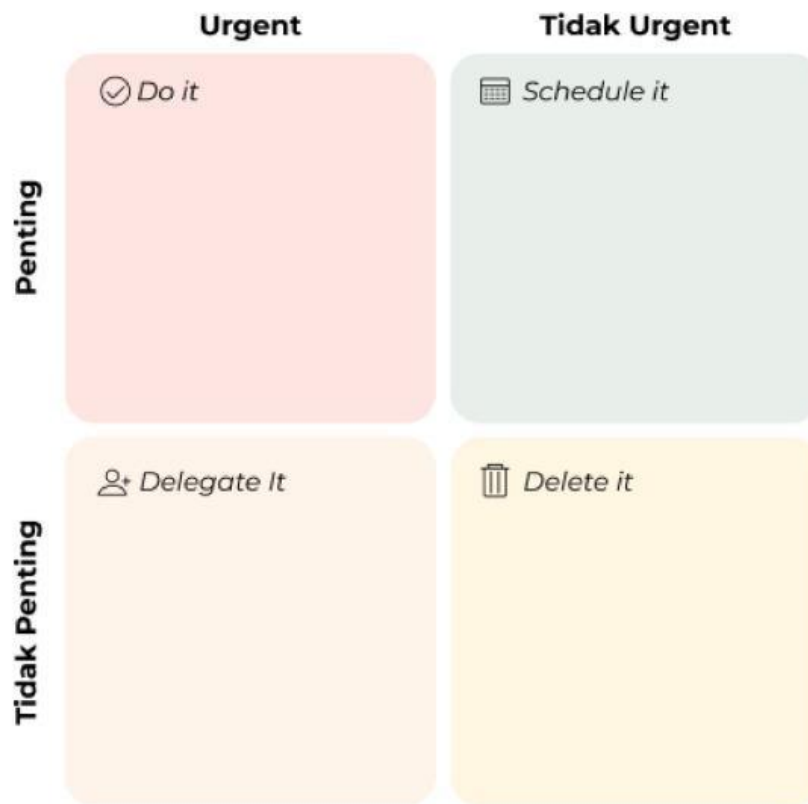 Urgent
Tidak Urgent
Penting
Do it
Schedule it
Tidak Penting
Delegate It
Delete it